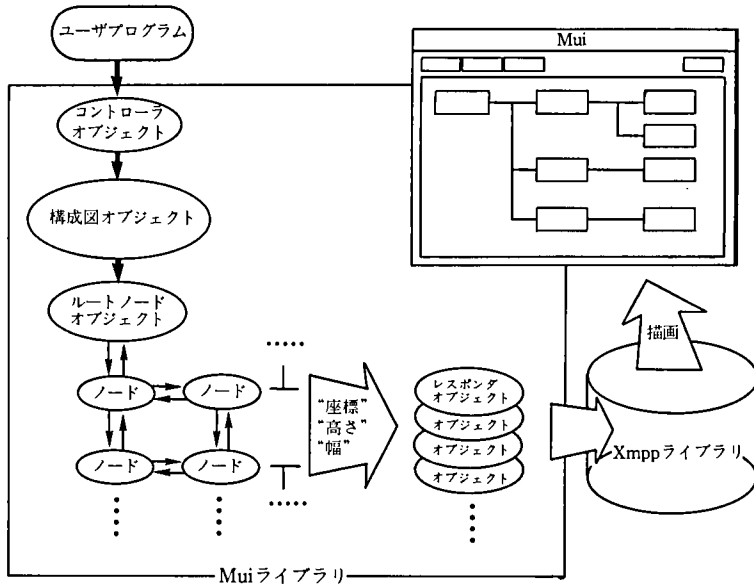 ユーザプログラム
Mui
コントローラ
オブジェクト
構成図オブジェクト
ルートノード
オブジェクト
ノード
ノード
ノード
ノード
“座標”
“高さ”
“幅”
レスポンダ
オブジェクト
オブジェクト
オブジェクト
オブジェクト
描画
Xmppライブラリ
Muiライブラリ